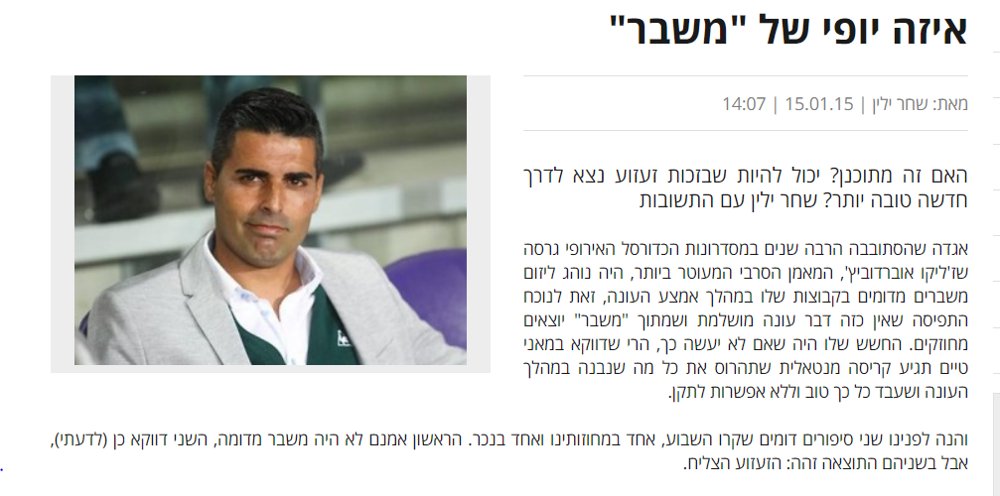 איזה יופי של "משבר"
מאת: שחר ילין | 15.01.15 | 14:07
האם זה מתוכנן? יכול להיות שבזכות זעזוע נצא לדרך
חדשה טובה יותר? שחר ילין עם התשובות
אגדה שהסתובבה הרבה שנים במסדרונות הכדורסל האירופי גרסה
שז'ליקו אוברדוביץ', המאמן הסרבי המעוטר ביותר, היה נוהג ליזום
משברים מדומים בקבוצות שלו במהלך אמצע העונה, זאת לנוכח
התפיסה שאין כזה דבר עונה מושלמת ושמתוך "משבר" יוצאים
מחוזקים. החשש שלו היה שאם לא יעשה כך, הרי שדווקא במאני
טיים תגיע קריסה מנטאלית שתהרוס את כל מה שנבנה במהלך
העונה ושעבד כל כך טוב וללא אפשרות לתקן.
והנה לפנינו שני סיפורים דומים שקרו השבוע, אחד במחוזותינו ואחד בנכר. הראשון אמנם לא היה משבר מדומה, השני דווקא כן (לדעתי),
אבל בשניהם התוצאה זהה: הזעזוע הצליח.